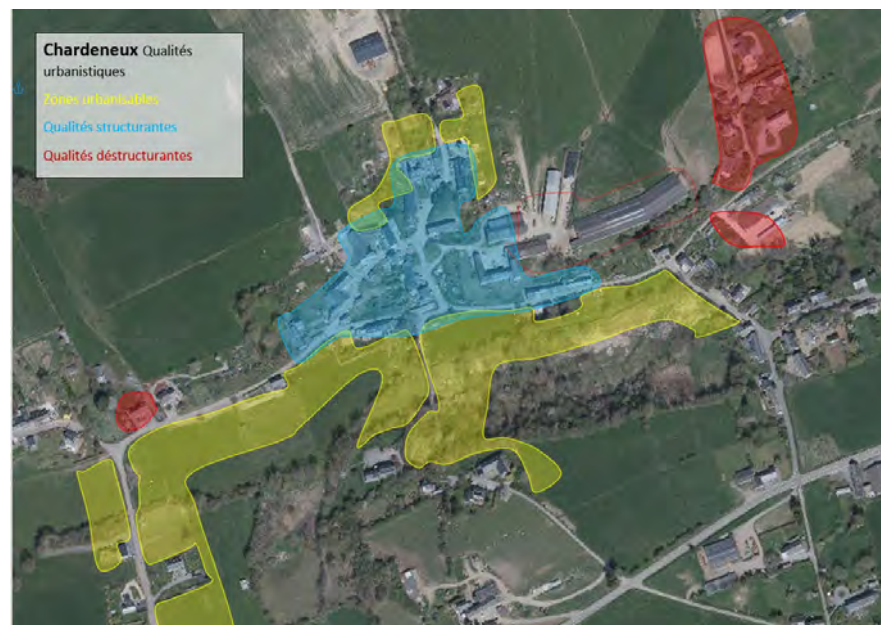 Chardeneux Qualités
urbanistiques
Zones urbanisables
Qualités structurantes
Qualités déstructurantes